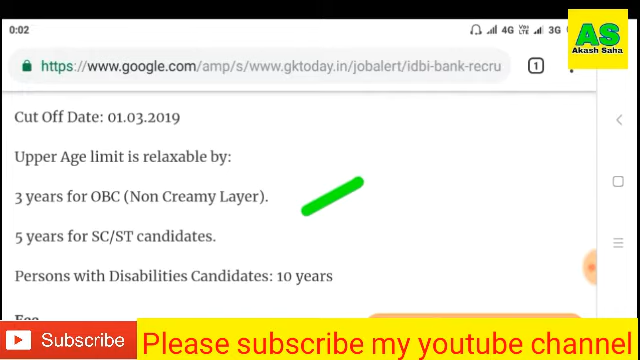 0:02
4G VoLTE 3G
AS
Akash Saha
https://www.google.com/amp/s/www.gktoday.in/jobalert/idbi-bank-recru
1
Cut Off Date: 01.03.2019
Upper Age limit is relaxable by:
3 years for OBC (Non Creamy Layer).
5 years for SC/ST candidates.
Persons with Disabilities Candidates: 10 years
Subscribe
Please subscribe my youtube channel